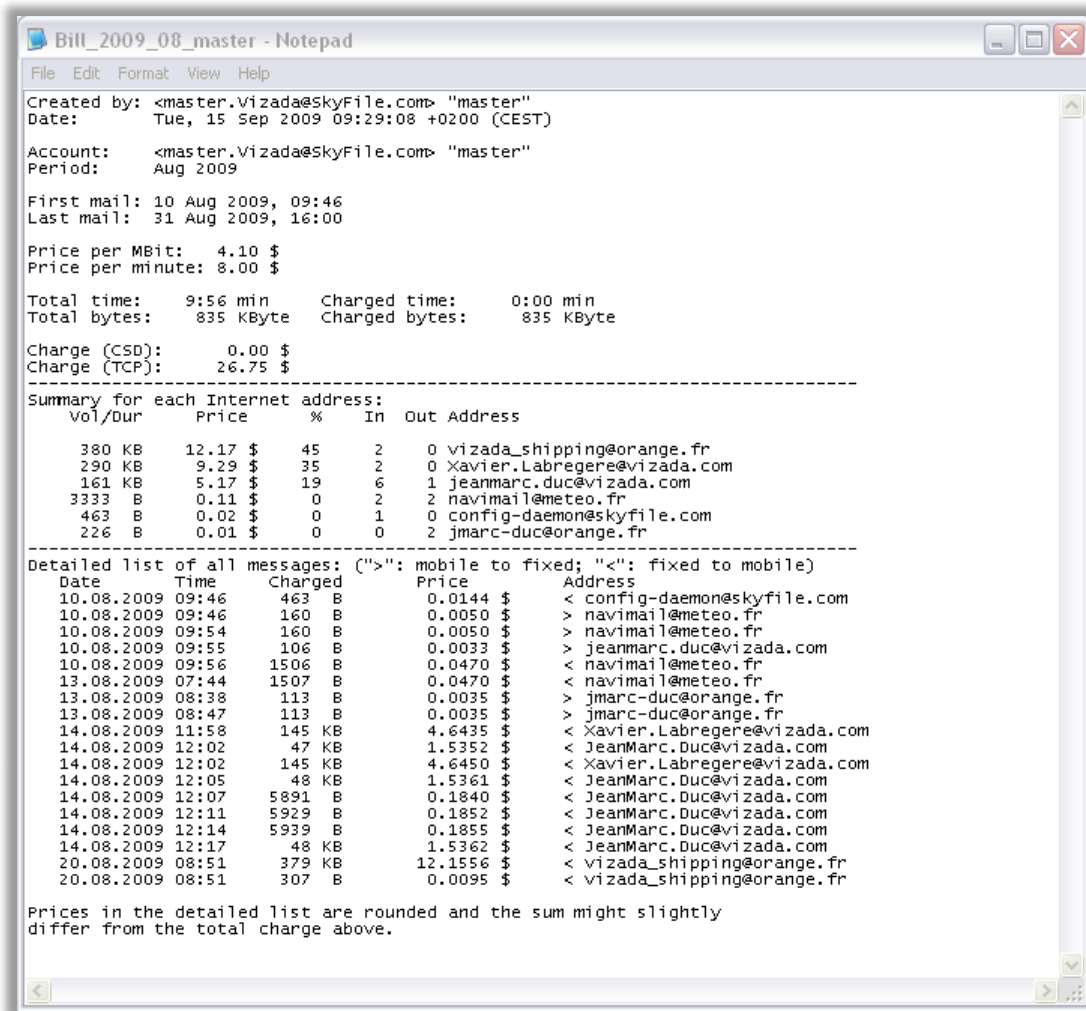 Bill_2009_08_master - Notepad
File Edit Format View Help
Created by: <master.Vizada@SkyFile.com> "master"
Date: Tue, 15 Sep 2009 09:29:08 +0200 (CEST)
Account: <master.Vizada@SkyFile.com> "master"
Period: Aug 2009
First mail: 10 Aug 2009, 09:46
Last mail: 31 Aug 2009, 16:00
Price per MBit: 4.10 $
Price per minute: 8.00 $
Total time: 9:56 min Charged time: 0:00 min
Total bytes: 835 KByte Charged bytes: 835 KByte
Charge (CSD): 0.00 $
Charge (TCP): 26.75 $
--------------------------------------------------------------------------------
Summary for each Internet address:
Vol/Dur Price % In Out Address
380 KB 12.17 $ 45 2 0 vizada_shipping@orange.fr
290 KB 9.29 $ 35 2 0 Xavier.Labregere@vizada.com
161 KB 5.17 $ 19 6 1 jeanmarc.duc@vizada.com
3333 B 0.11 $ 0 2 2 navimail@meteo.fr
463 B 0.02 $ 0 1 0 config-daemon@skyfile.com
226 B 0.01 $ 0 0 2 jmarc-duc@orange.fr
--------------------------------------------------------------------------------
Detailed list of all messages: (">": mobile to fixed; "<": fixed to mobile)
Date Time Charged Price Address
10.08.2009 09:46 463 B 0.0144 $ < config-daemon@skyfile.com
10.08.2009 09:46 160 B 0.0050 $ > navimail@meteo.fr
10.08.2009 09:54 160 B 0.0050 $ > navimail@meteo.fr
10.08.2009 09:55 106 B 0.0033 $ > jeanmarc.duc@vizada.com
10.08.2009 09:56 1506 B 0.0470 $ < navimail@meteo.fr
13.08.2009 07:44 1507 B 0.0470 $ < navimail@meteo.fr
13.08.2009 08:38 113 B 0.0035 $ > jmarc-duc@orange.fr
13.08.2009 08:47 113 B 0.0035 $ > jmarc-duc@orange.fr
14.08.2009 11:58 145 KB 4.6435 $ < Xavier.Labregere@vizada.com
14.08.2009 12:02 47 KB 1.5352 $ < JeanMarc.Duc@vizada.com
14.08.2009 12:02 145 KB 4.6450 $ < Xavier.Labregere@vizada.com
14.08.2009 12:05 48 KB 1.5361 $ < JeanMarc.Duc@vizada.com
14.08.2009 12:07 5891 B 0.1840 $ < JeanMarc.Duc@vizada.com
14.08.2009 12:11 5929 B 0.1852 $ < JeanMarc.Duc@vizada.com
14.08.2009 12:14 5939 B 0.1855 $ < JeanMarc.Duc@vizada.com
14.08.2009 12:17 48 KB 1.5362 $ < JeanMarc.Duc@vizada.com
20.08.2009 08:51 379 KB 12.1556 $ < vizada_shipping@orange.fr
20.08.2009 08:51 307 B 0.0095 $ < vizada_shipping@orange.fr
Prices in the detailed list are rounded and the sum might slightly
differ from the total charge above.